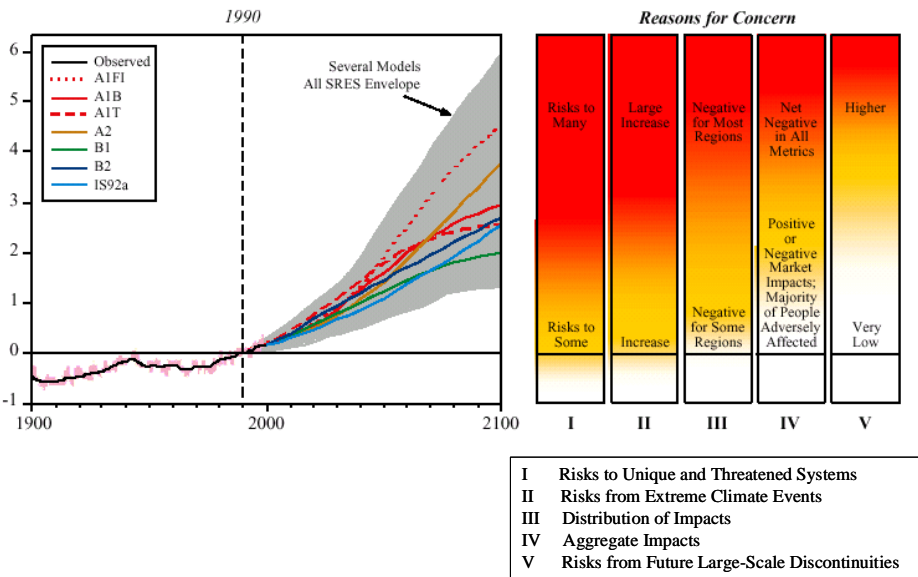 1990
Reasons for Concern
6
5
4
3
2
1
0
-1
Observed
A1FI
A1B
A1T
A2
B1
B2
IS92a
Several Models
All SRES Envelope
1900
2000
2100
Risks to
Many
Risks to
Some
Large
Increase
Increase
Negative
for Most
Regions
Negative
for Some
Regions
Net
Negative
in All
Metrics
Positive
or
Negative
Market
Impacts;
Majority
of People
Adversely
Affected
Higher
Very
Low
I II III IV V
I Risks to Unique and Threatened Systems
II Risks from Extreme Climate Events
III Distribution of Impacts
IV Aggregate Impacts
V Risks from Future Large-Scale Discontinuities